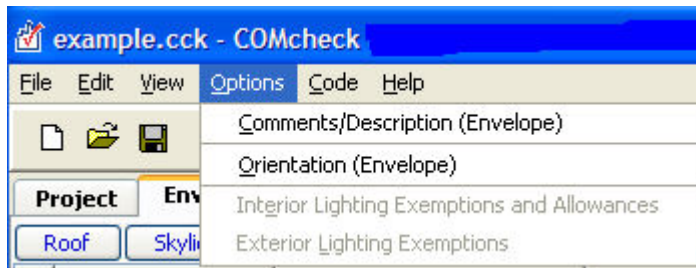 example.cck - COMcheck
File Edit View Options Code Help
Comments/Description (Envelope)
Orientation (Envelope)
Project
Interior Lighting Exemptions and Allowances
Roof
Exterior Lighting Exemptions